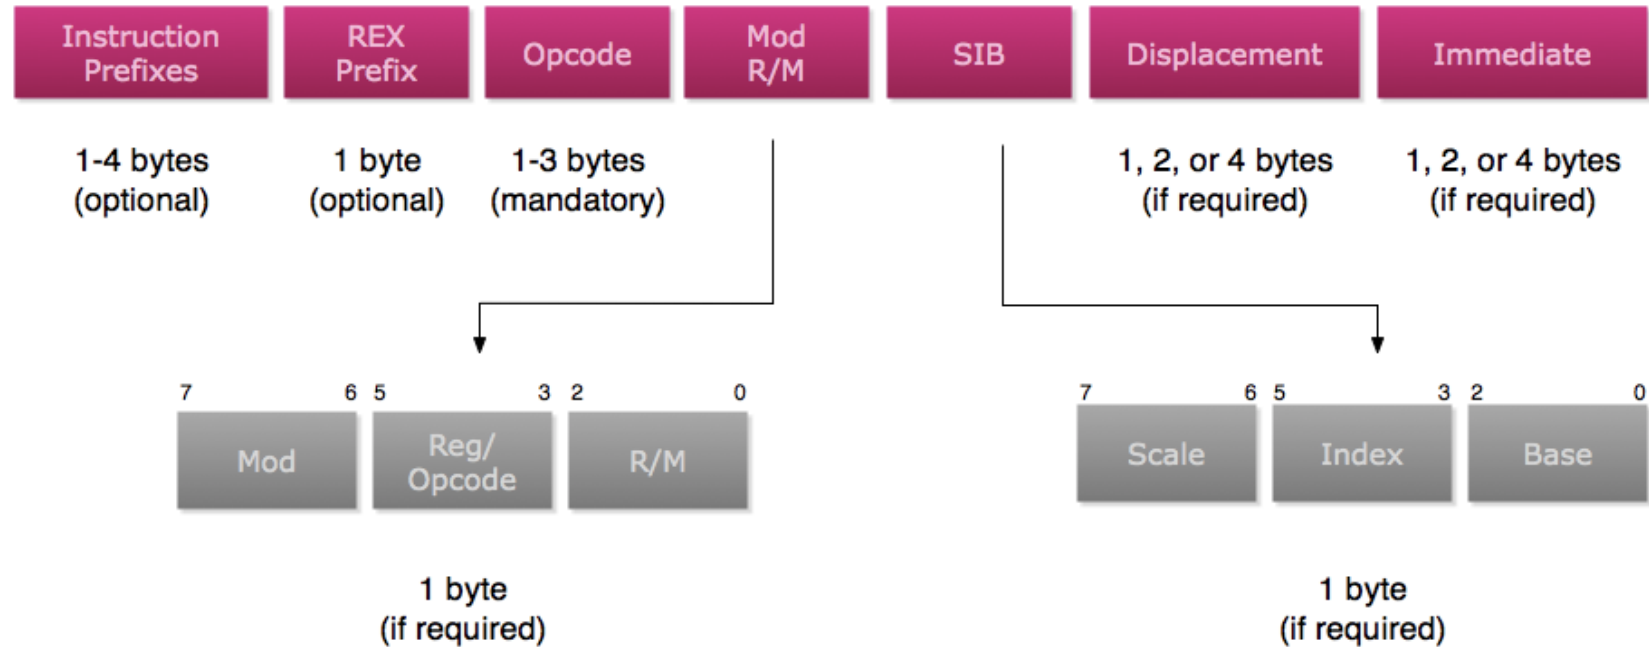 Instruction
Prefixes
REX
Prefix
Opcode
Mod
R/M
SIB
Displacement
Immediate
1-4 bytes
(optional)
1 byte
(optional)
1-3 bytes
(mandatory)
1, 2, or 4 bytes
(if required)
1, 2, or 4 bytes
(if required)
7 6 5 3 2 0
Mod
Reg/
Opcode
R/M
1 byte
(if required)
7 6 5 3 2 0
Scale
Index
Base
1 byte
(if required)